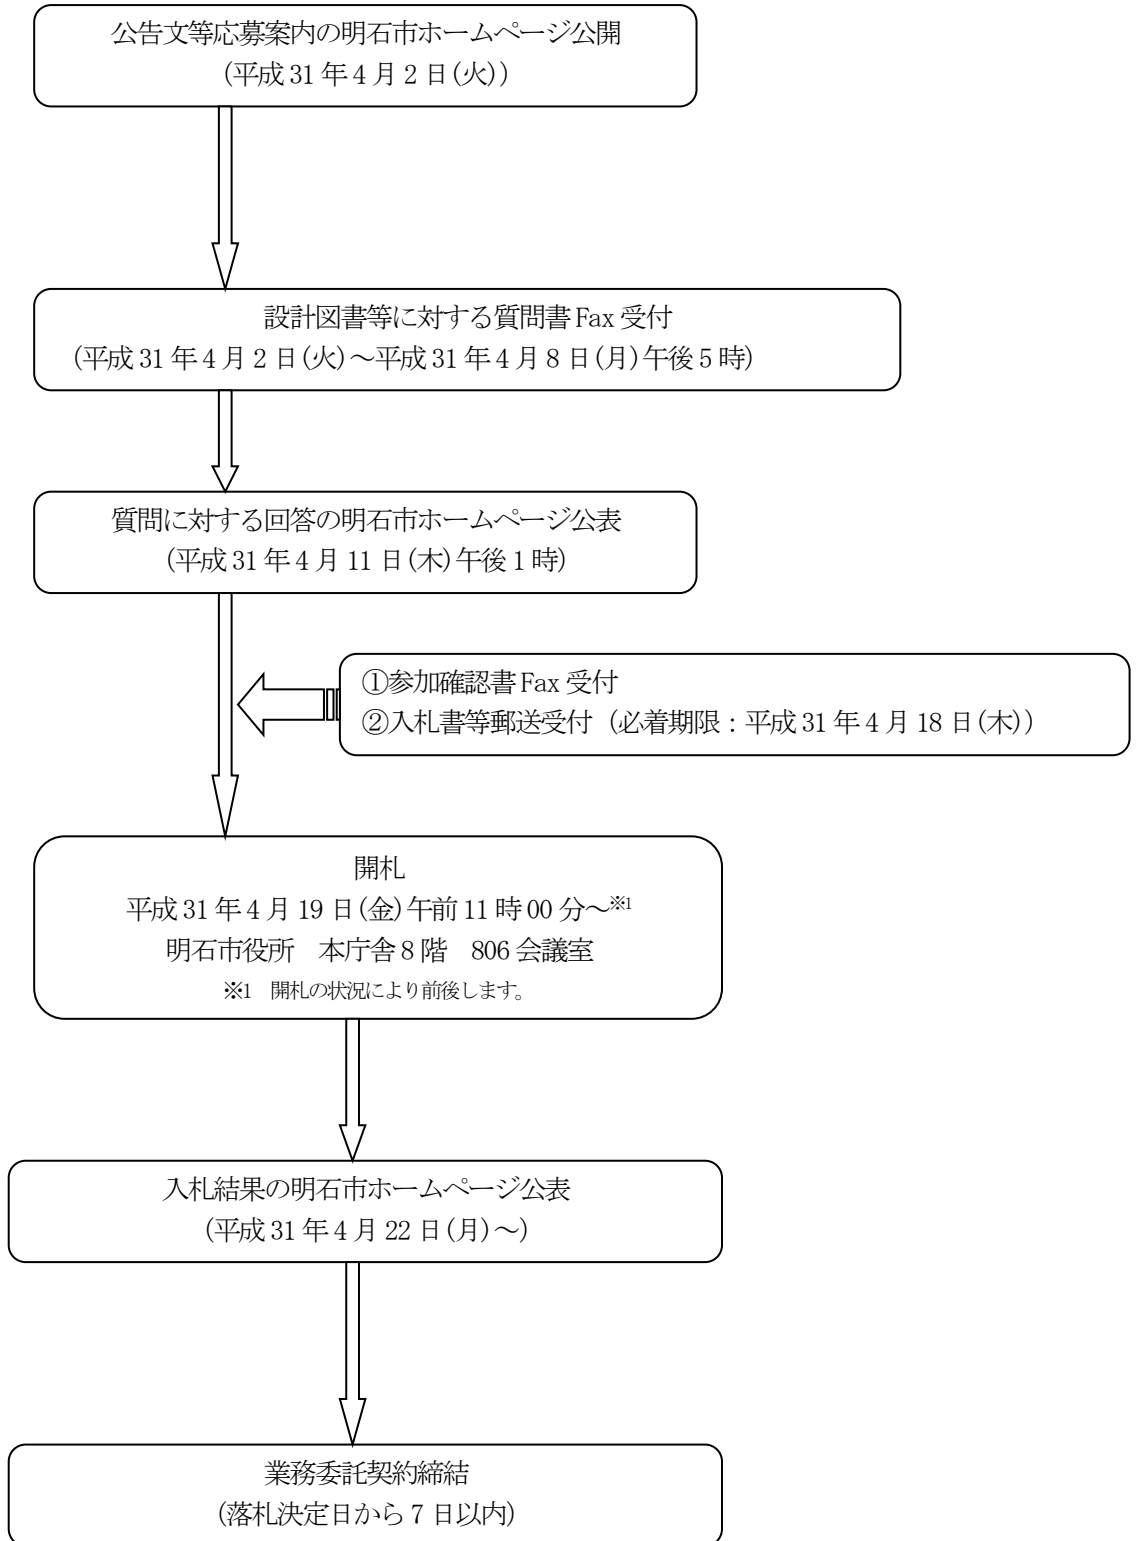 公告文等応募案内の明石市ホームページ公開
(平成31年4月2日(火))
設計図書等に対する質問書Fax受付
(平成31年4月2日(火)～平成31年4月8日(月)午後5時)
質問に対する回答の明石市ホームページ公表
(平成31年4月11日(木)午後1時)
①参加確認書Fax受付
②入札書等郵送受付（必着期限：平成31年4月18日(木)）
開札
平成31年4月19日(金)午前11時00分～※1
明石市役所　本庁舎8階　806会議室
※1　開札の状況により前後します。
入札結果の明石市ホームページ公表
(平成31年4月22日(月)～)
業務委託契約締結
(落札決定日から7日以内)